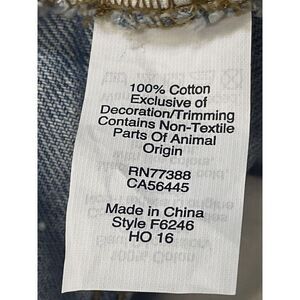 100% Cotton
Exclusive of
Decoration/Trimming
Contains Non-Textile
Parts Of Animal
Origin
RN77388
CA56445
Made in China
Style F6246
HO 16